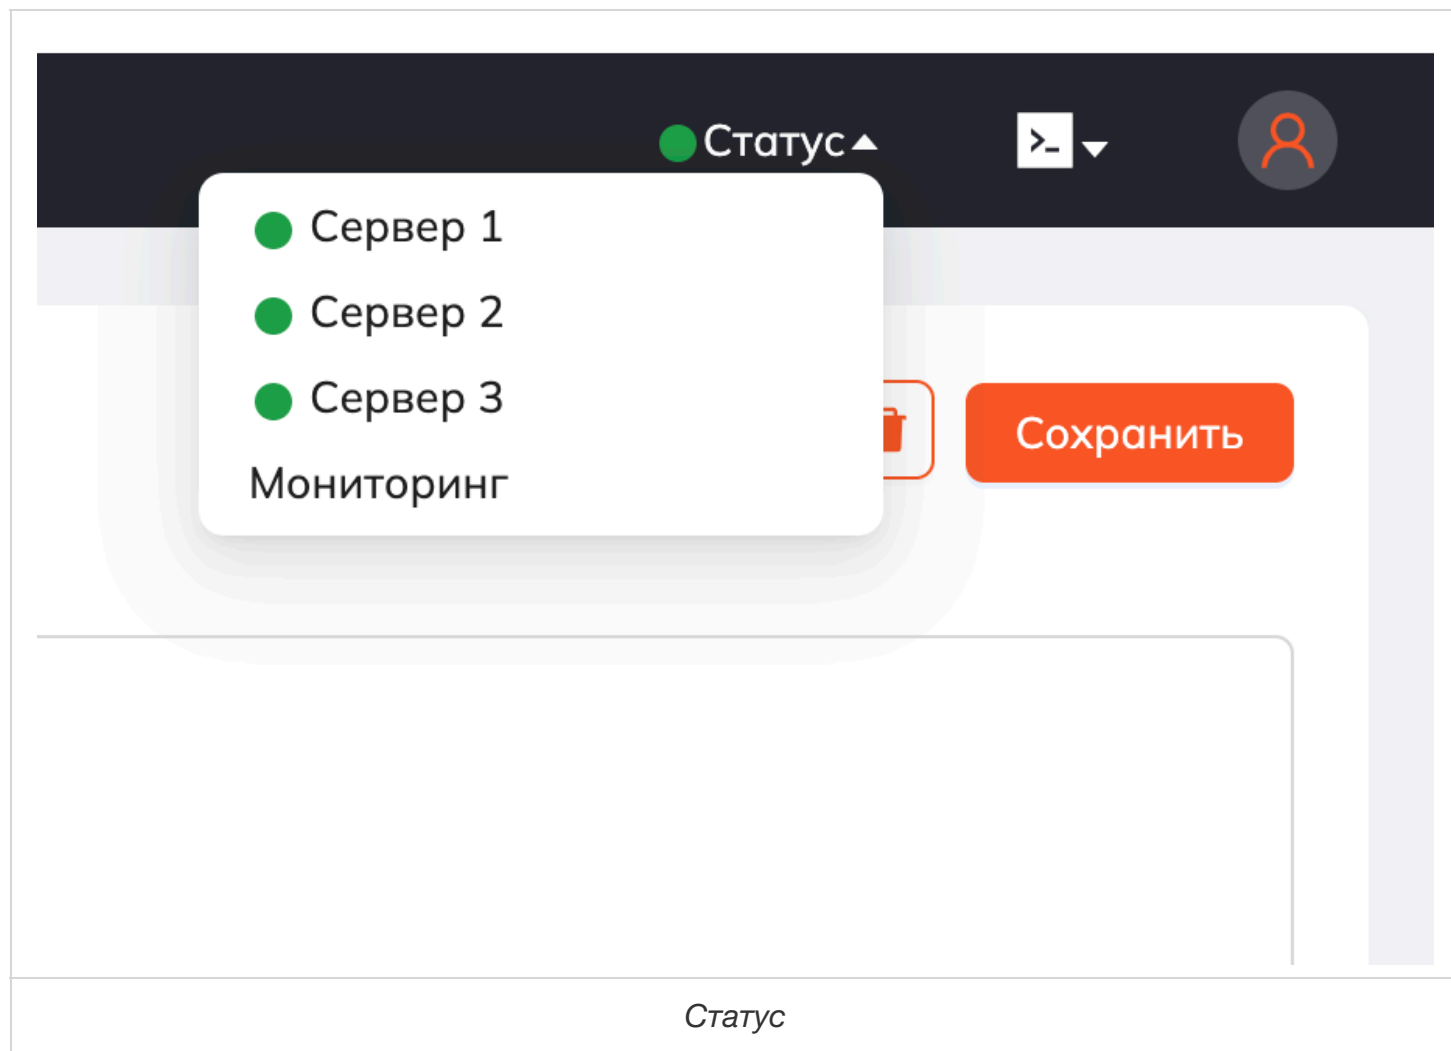 Статус
Сервер 1
Сервер 2
Сервер 3
Мониторинг
Сохранить
Статус